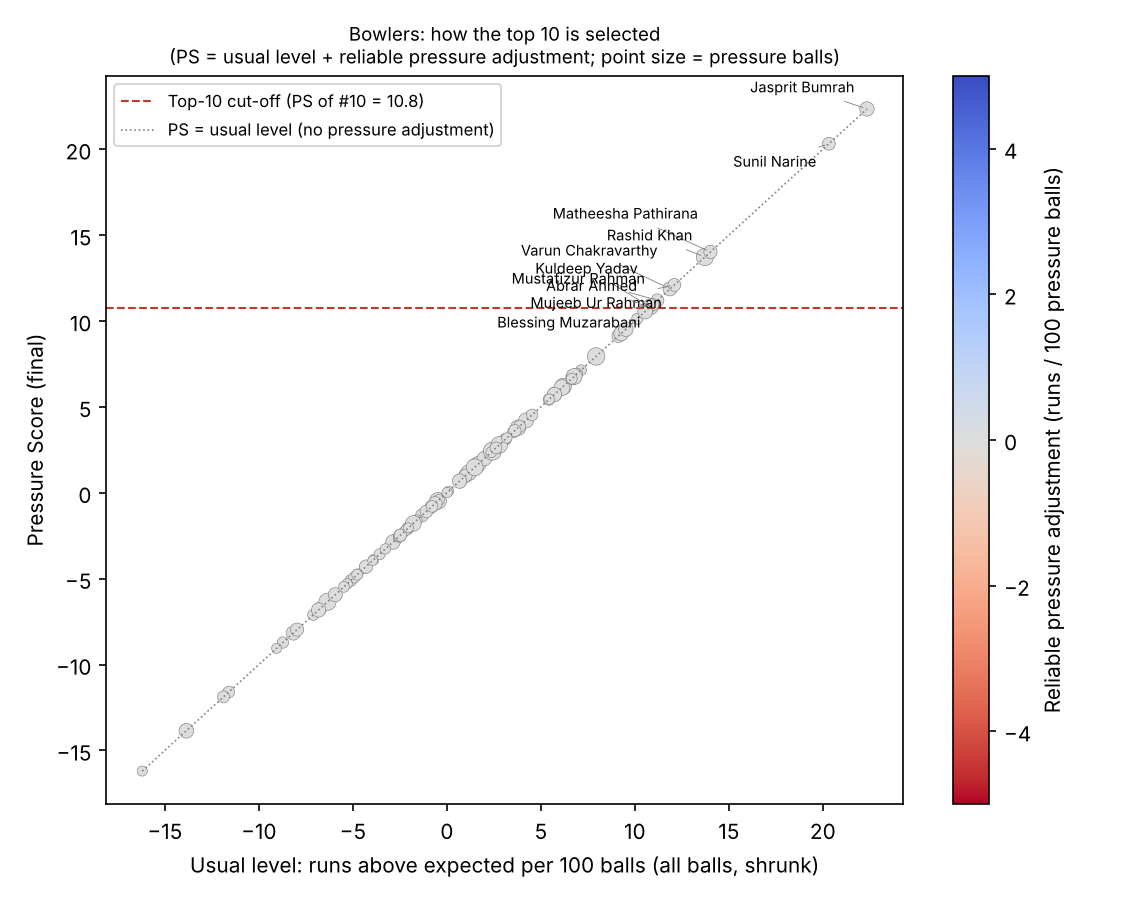 Bowlers: how the top 10 is selected
(PS = usual level + reliable pressure adjustment; point size = pressure balls)
Top-10 cut-off (PS of #10 = 10.8)
PS = usual level (no pressure adjustment)
Jasprit Bumrah
Sunil Narine
Matheesha Pathirana
Rashid Khan
Varun Chakravarthy
Kuldeep Yadav
Mustafizur Rahman
Abrar Ahmed
Mujeeb Ur Rahman
Blessing Muzarabani
20
15
10
5
0
−5
−10
−15
Pressure Score (final)
−15
−10
−5
0
5
10
15
20
Usual level: runs above expected per 100 balls (all balls, shrunk)
4
2
0
−2
−4
Reliable pressure adjustment (runs / 100 pressure balls)